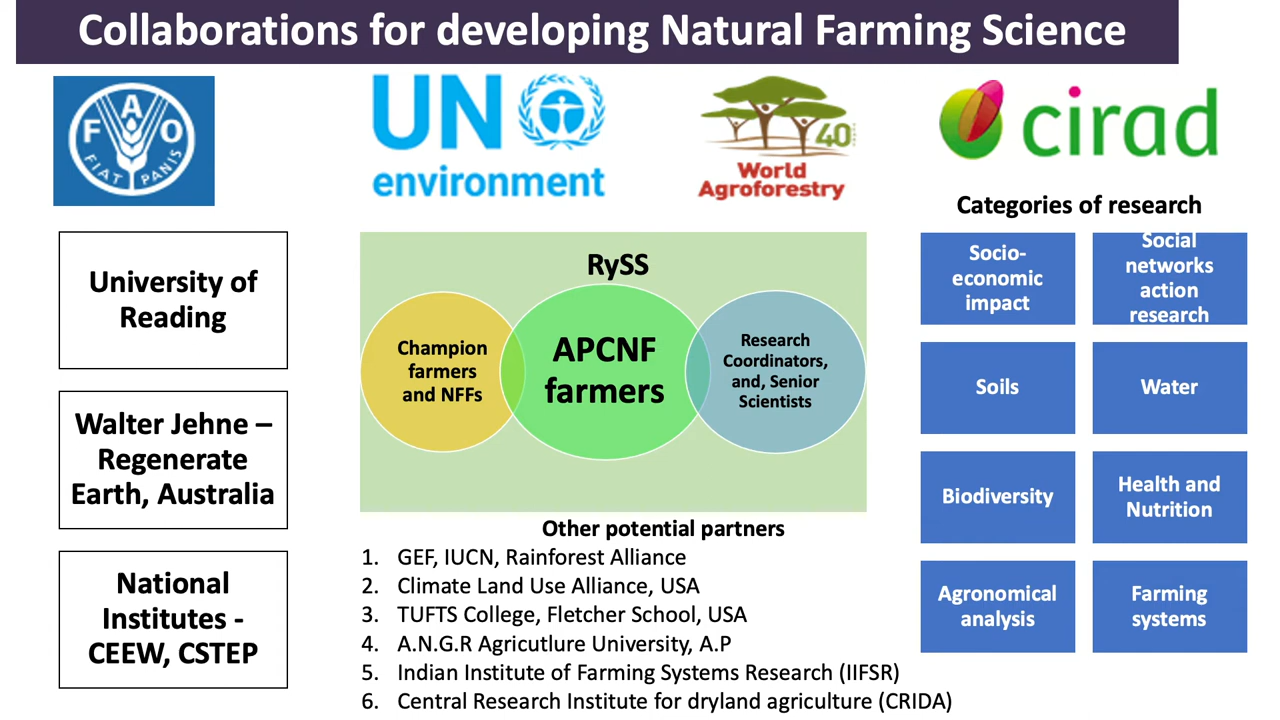 Collaborations for developing Natural Farming Science
F A O
FIAT PANIS
UN
environment
40
World
Agroforestry
cirad
University of
Reading
Walter Jehne –
Regenerate
Earth, Australia
National
Institutes -
CEEW, CSTEP
RySS
Champion
farmers
and NFFs
APCNF
farmers
Research
Coordinators,
and, Senior
Scientists
Other potential partners
1. GEF, IUCN, Rainforest Alliance
2. Climate Land Use Alliance, USA
3. TUFTS College, Fletcher School, USA
4. A.N.G.R Agricutlure University, A.P
5. Indian Institute of Farming Systems Research (IIFSR)
6. Central Research Institute for dryland agriculture (CRIDA)
Categories of research
Socio-
economic
impact
Social
networks
action
research
Soils
Water
Biodiversity
Health and
Nutrition
Agronomical
analysis
Farming
systems